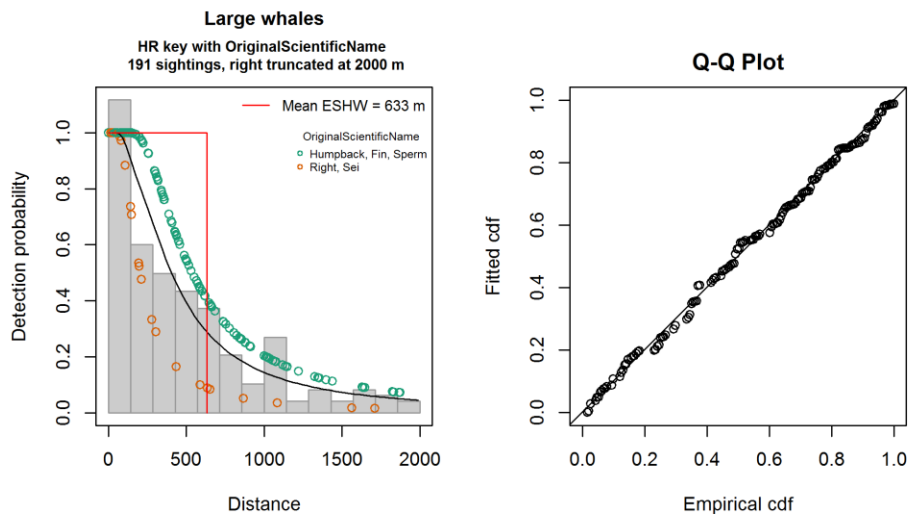 Large whales
HR key with OriginalScientificName
191 sightings, right truncated at 2000 m
Mean ESHW = 633 m
OriginalScientificName
Humpback, Fin, Sperm
Right, Sei
Detection probability
1.0
0.8
0.6
0.4
0.2
0.0
0
500
1000
1500
2000
Distance
Q-Q Plot
Fitted cdf
1.0
0.8
0.6
0.4
0.2
0.0
0.0
0.2
0.4
0.6
0.8
1.0
Empirical cdf